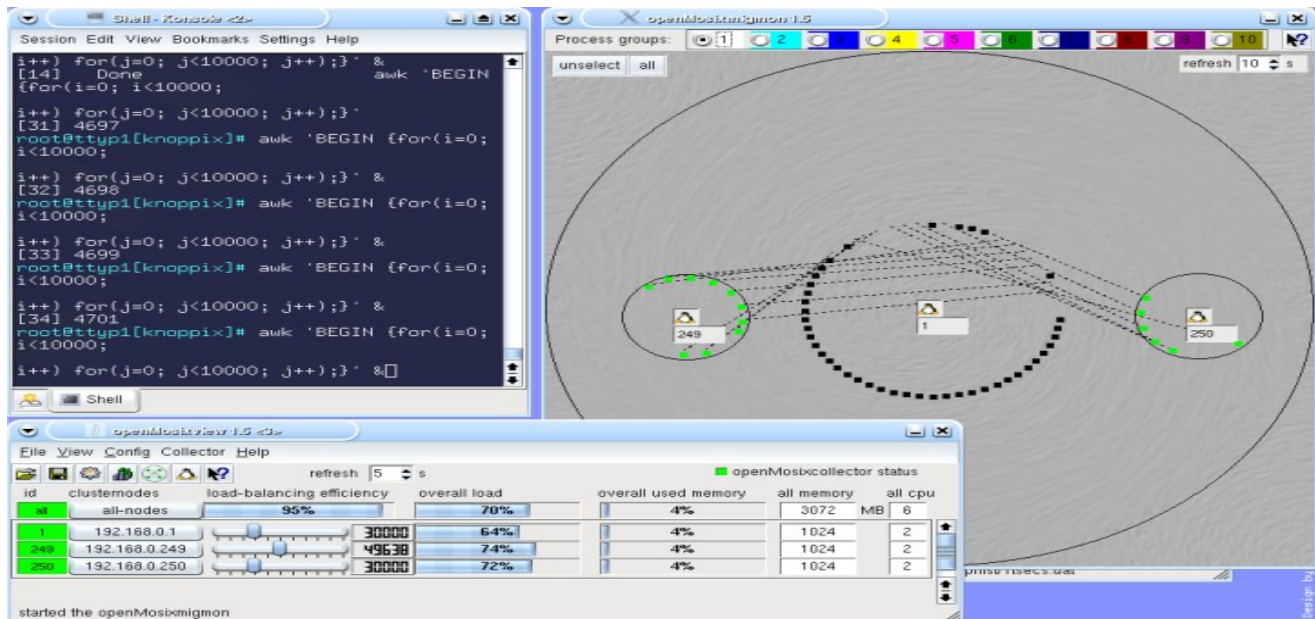 Shell - Konsole <2>
Session Edit View Bookmarks Settings Help
i++) for(j=0; j<10000; j++);}' &
[14] Done awk 'BEGIN
{for(i=0; i<10000;
i++) for(j=0; j<10000; j++);}'
[31] 4697
root@ttyp1[knoppix]# awk 'BEGIN {for(i=0;
i<10000;
i++) for(j=0; j<10000; j++);}' &
[32] 4698
root@ttyp1[knoppix]# awk 'BEGIN {for(i=0;
i<10000;
i++) for(j=0; j<10000; j++);}' &
[33] 4699
root@ttyp1[knoppix]# awk 'BEGIN {for(i=0;
i<10000;
i++) for(j=0; j<10000; j++);}' &
[34] 4701
root@ttyp1[knoppix]# awk 'BEGIN {for(i=0;
i<10000;
i++) for(j=0; j<10000; j++);}' &
Shell
openMosixmigmon 1.5
Process groups: 1 2 3 4 5 6 7 8 9 10
unselect all refresh 10 s
249
1
250
openMosixview 1.5 <3>
File View Config Collector Help
refresh 5 s openMosixcollector status
id clusternodes load-balancing efficiency overall load overall used memory all memory all cpu
all all-nodes 95% 70% 4% 3072 MB 6
1 192.168.0.1 30000 64% 4% 1024 2
249 192.168.0.249 49638 74% 4% 1024 2
250 192.168.0.250 30000 72% 4% 1024 2
started the openMosixmigmon
Design by